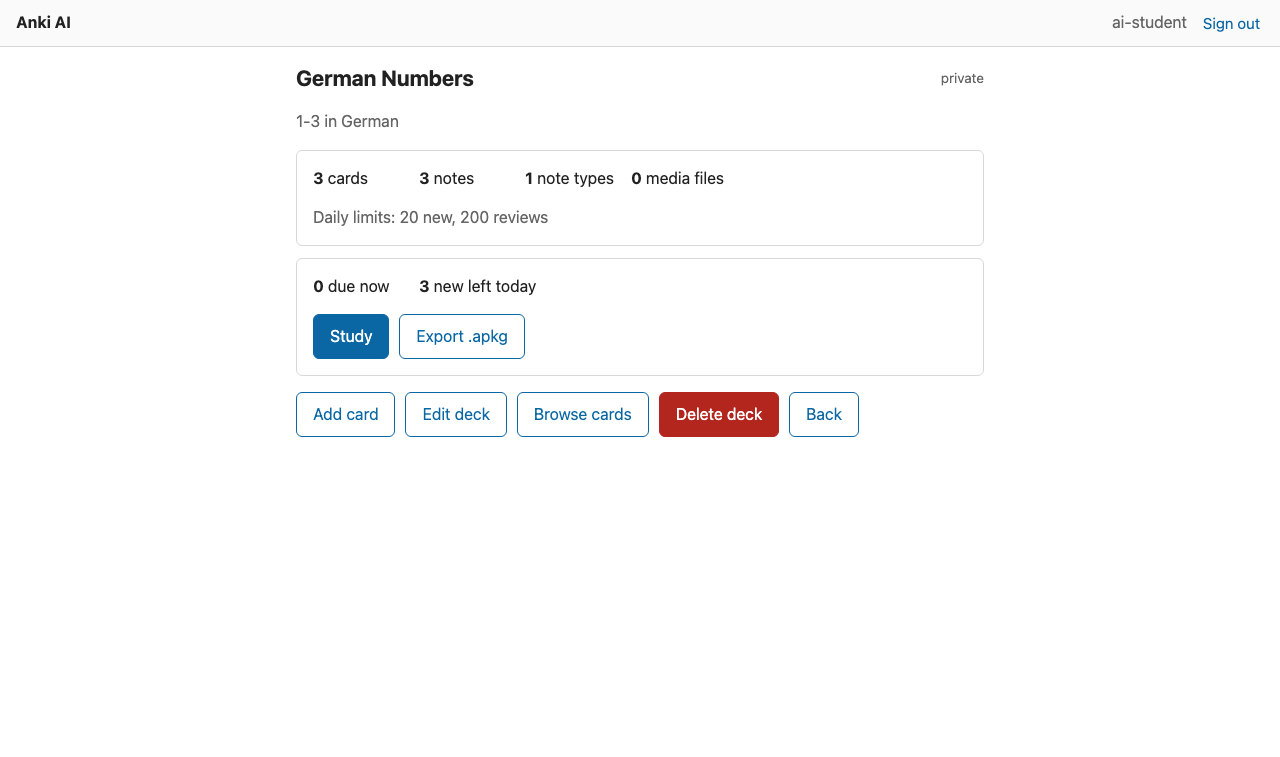 Anki AI
ai-student Sign out
German Numbers
private
1-3 in German
3 cards 3 notes 1 note types 0 media files
Daily limits: 20 new, 200 reviews
0 due now 3 new left today
Study Export .apkg
Add card Edit deck Browse cards Delete deck Back